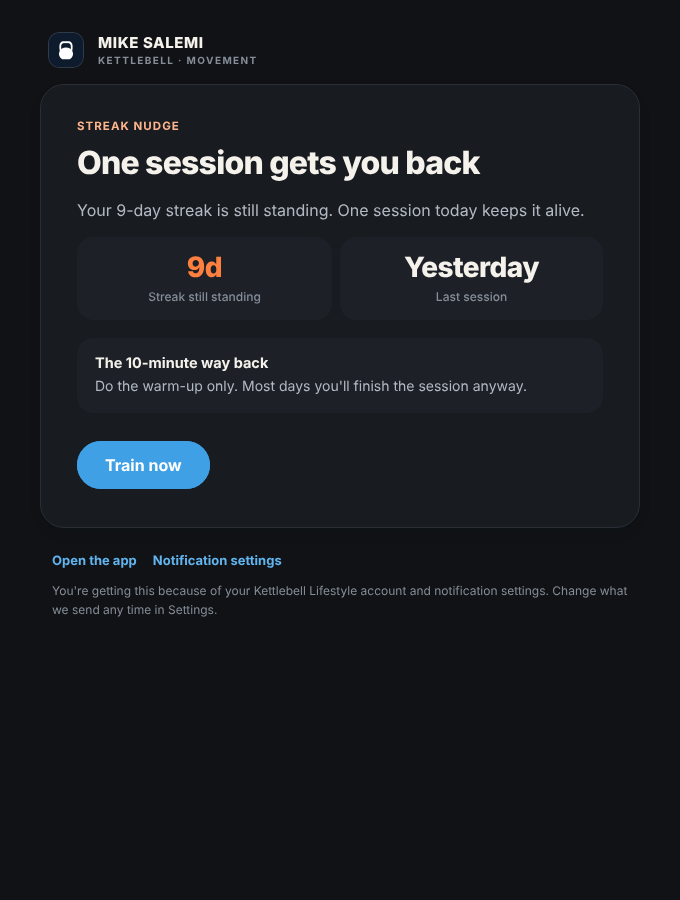 MIKE SALEMI
KETTLEBELL · MOVEMENT
STREAK NUDGE
One session gets you back
Your 9-day streak is still standing. One session today keeps it alive.
9d
Streak still standing
Yesterday
Last session
The 10-minute way back
Do the warm-up only. Most days you'll finish the session anyway.
Train now
Open the app
Notification settings
You're getting this because of your Kettlebell Lifestyle account and notification settings. Change what
we send any time in Settings.